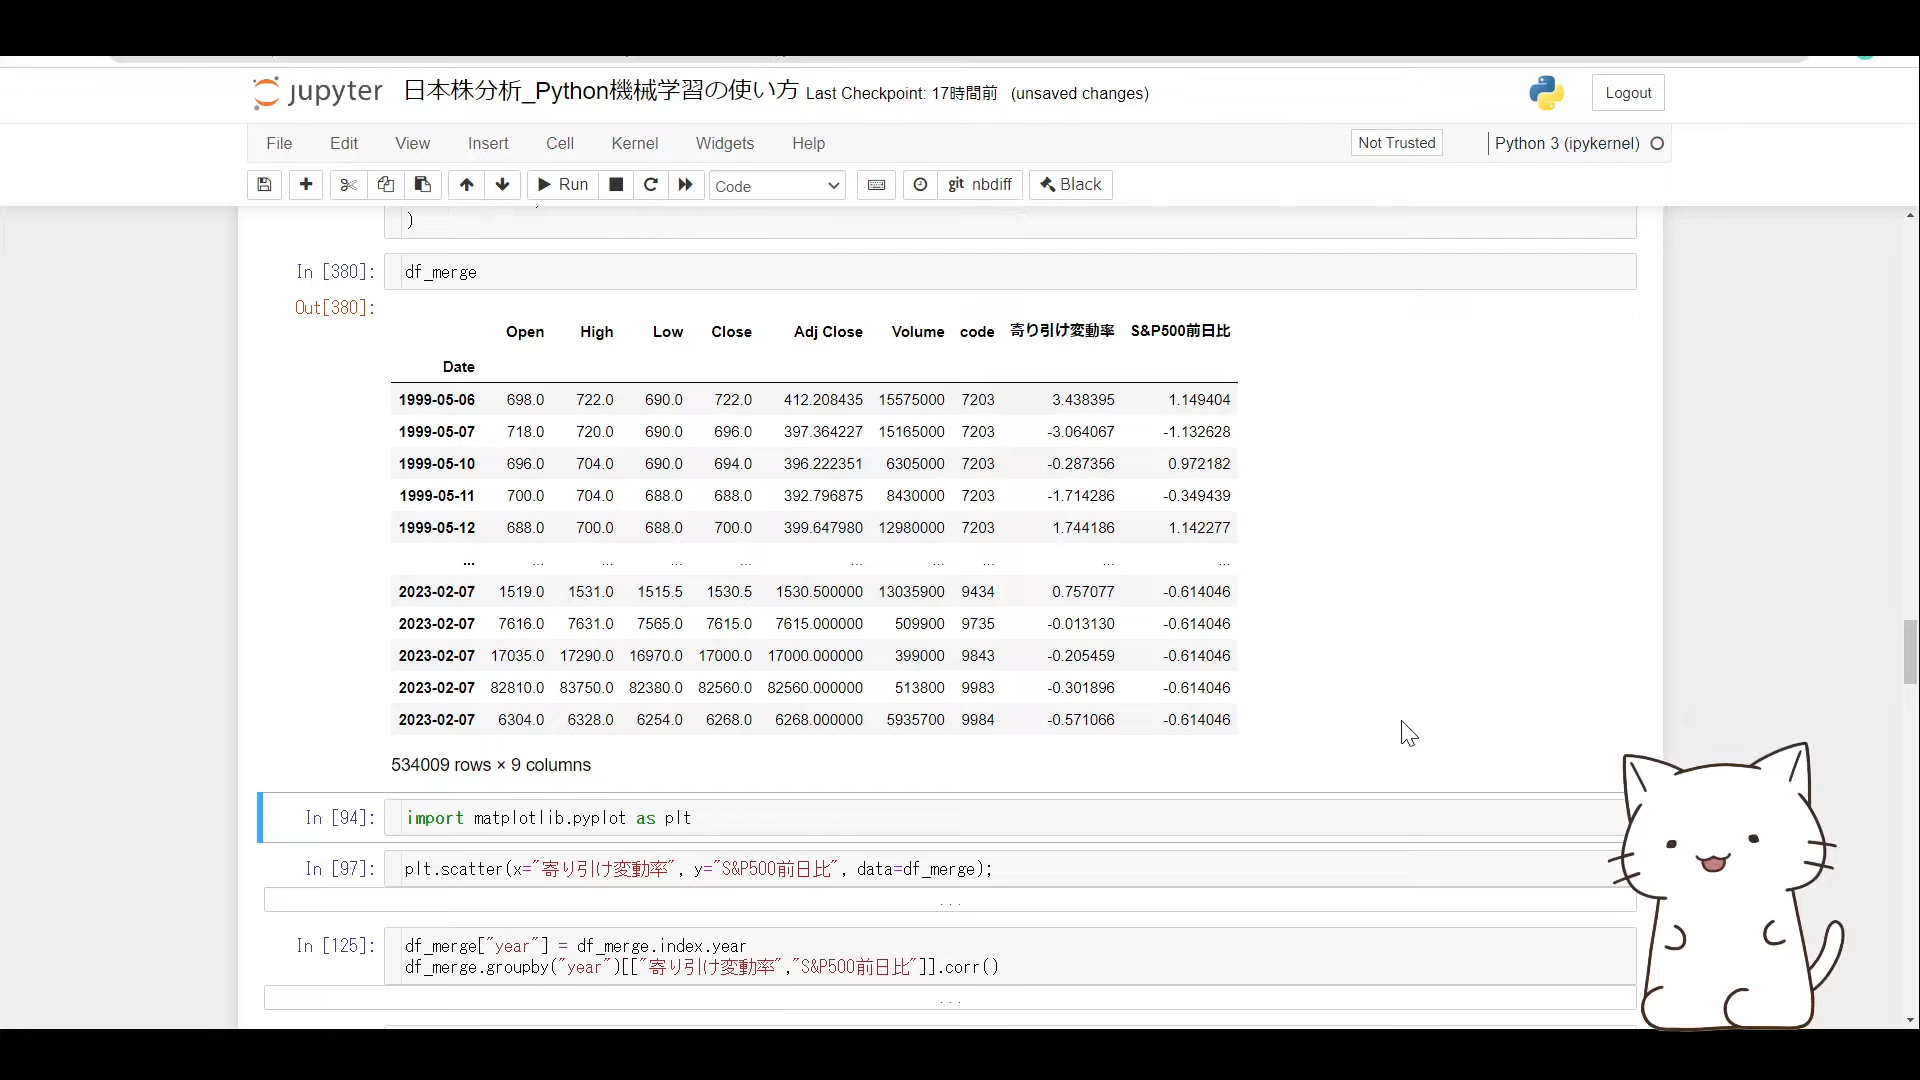 jupyter 日本株分析_Python機械学習の使い方 Last Checkpoint: 17時間前 (unsaved changes) Logout
File Edit View Insert Cell Kernel Widgets Help Not Trusted Python 3 (ipykernel)
Run Code git nbdiff Black
)
In [380]: df_merge
Out[380]:
Open High Low Close Adj Close Volume code 寄り引け変動率 S&P500前日比
Date
1999-05-06 698.0 722.0 690.0 722.0 412.208435 15575000 7203 3.438395 1.149404
1999-05-07 718.0 720.0 690.0 696.0 397.364227 15165000 7203 -3.064067 -1.132628
1999-05-10 696.0 704.0 690.0 694.0 396.222351 6305000 7203 -0.287356 0.972182
1999-05-11 700.0 704.0 688.0 688.0 392.796875 8430000 7203 -1.714286 -0.349439
1999-05-12 688.0 700.0 688.0 700.0 399.647980 12980000 7203 1.744186 1.142277
... ... ... ... ... ... ... ... ... ...
2023-02-07 1519.0 1531.0 1515.5 1530.5 1530.500000 13035900 9434 0.757077 -0.614046
2023-02-07 7616.0 7631.0 7565.0 7615.0 7615.000000 509900 9735 -0.013130 -0.614046
2023-02-07 17035.0 17290.0 16970.0 17000.0 17000.000000 399000 9843 -0.205459 -0.614046
2023-02-07 82810.0 83750.0 82380.0 82560.0 82560.000000 513800 9983 -0.301896 -0.614046
2023-02-07 6304.0 6328.0 6254.0 6268.0 6268.000000 5935700 9984 -0.571066 -0.614046
534009 rows × 9 columns
In [94]: import matplotlib.pyplot as plt
In [97]: plt.scatter(x="寄り引け変動率", y="S&P500前日比", data=df_merge);
...
In [125]: df_merge["year"] = df_merge.index.year
df_merge.groupby("year")[["寄り引け変動率","S&P500前日比"]].corr()
...